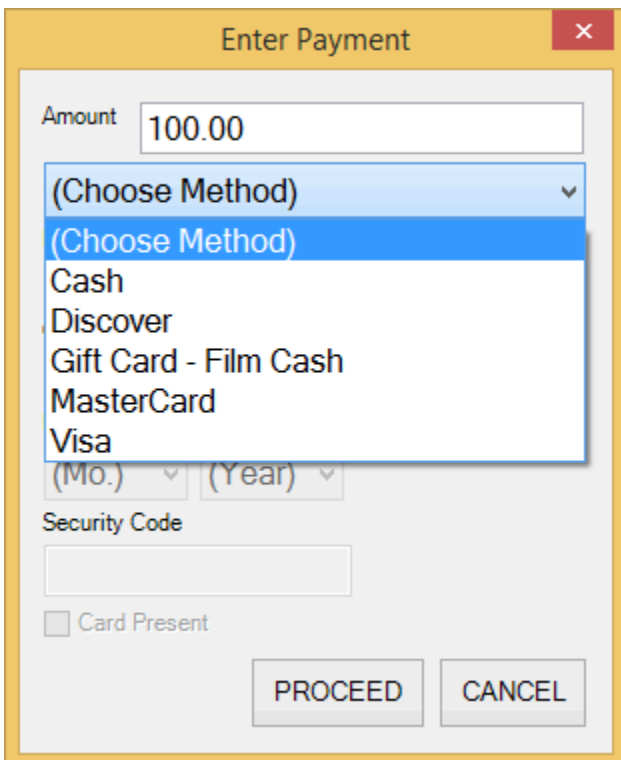 Enter Payment
Amount 100.00
(Choose Method)
(Choose Method)
Cash
Discover
Gift Card - Film Cash
MasterCard
Visa
(Mo.) (Year)
Security Code
Card Present
PROCEED CANCEL